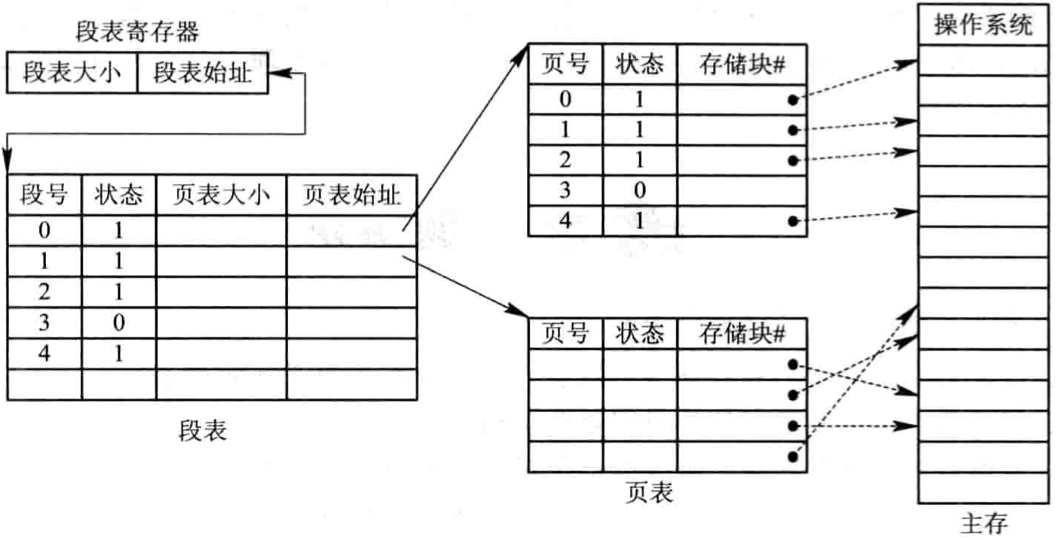 段表寄存器
段表大小 段表始址
段号 状态 页表大小 页表始址
0 1
1 1
2 1
3 0
4 1
段表
页号 状态 存储块#
0 1
1 1
2 1
3 0
4 1
页号 状态 存储块#
页表
操作系统
主存